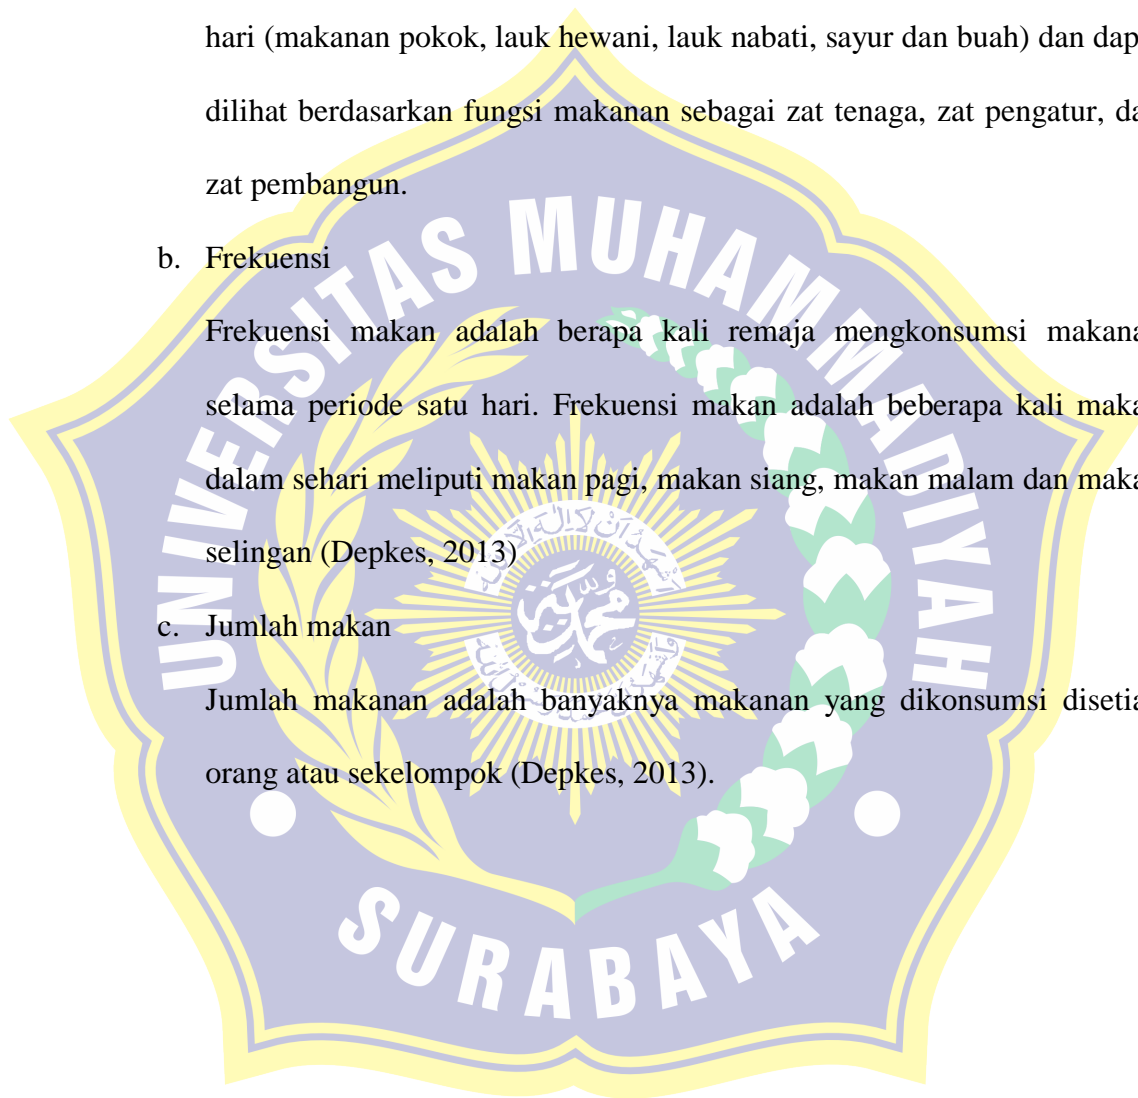 hari (makanan pokok, lauk hewani, lauk nabati, sayur dan buah) dan dap
dilihat berdasarkan fungsi makanan sebagai zat tenaga, zat pengatur, da
zat pembangun.
b. Frekuensi
Frekuensi makan adalah berapa kali remaja mengkonsumsi makana
selama periode satu hari. Frekuensi makan adalah beberapa kali maka
dalam sehari meliputi makan pagi, makan siang, makan malam dan maka
selingan (Depkes, 2013)
c. Jumlah makan
Jumlah makanan adalah banyaknya makanan yang dikonsumsi disetia
orang atau sekelompok (Depkes, 2013).
UNIVERSITAS MUHAMMADIYAH
SURABAYA